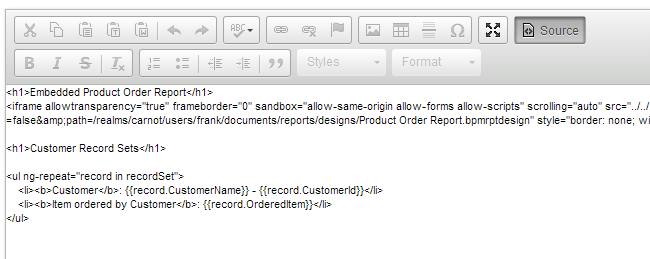 ABC
Source
B I S Tx
Styles
Format
<h1>Embedded Product Order Report</h1>
<iframe allowtransparency="true" frameborder="0" sandbox="allow-same-origin allow-forms allow-scripts" scrolling="auto" src="../../
=false&amp;path=/realms/carnot/users/frank/documents/reports/designs/Product Order Report.bpmrptdesign" style="border: none; wi
<h1>Customer Record Sets</h1>
<ul ng-repeat="record in recordSet">
<li><b>Customer</b>: {{record.CustomerName}} - {{record.CustomerId}}</li>
<li><b>Item ordered by Customer</b>: {{record.OrderedItem}}</li>
</ul>